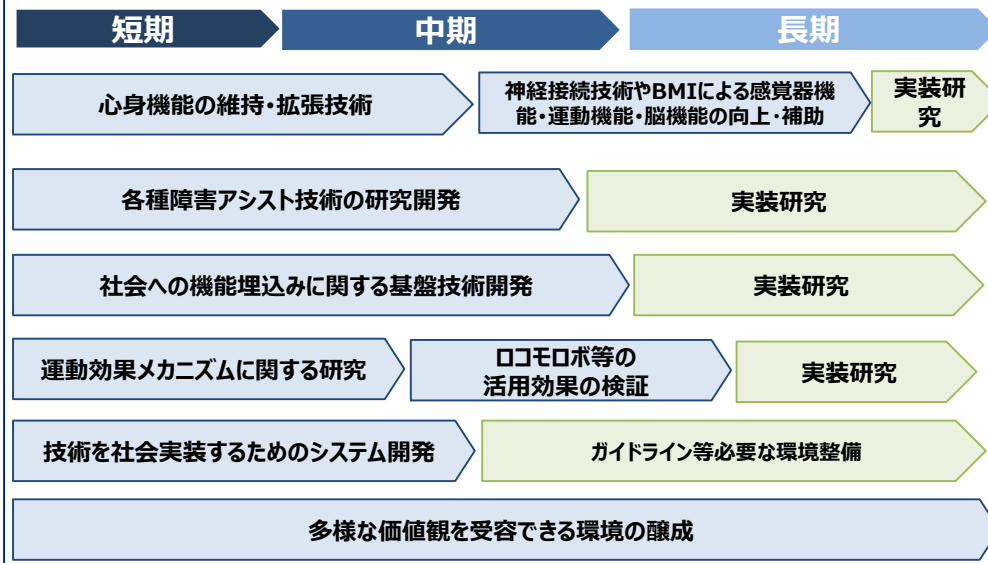 短期
中期
長期
心身機能の維持・拡張技術
神経接続技術やBMIによる感覚器機
能・運動機能・脳機能の向上・補助
実装研
究
各種障害アシスト技術の研究開発
実装研究
社会への機能埋込みに関する基盤技術開発
実装研究
運動効果メカニズムに関する研究
ロコモロボ等の
活用効果の検証
実装研究
技術を社会実装するためのシステム開発
ガイドライン等必要な環境整備
多様な価値観を受容できる環境の醸成